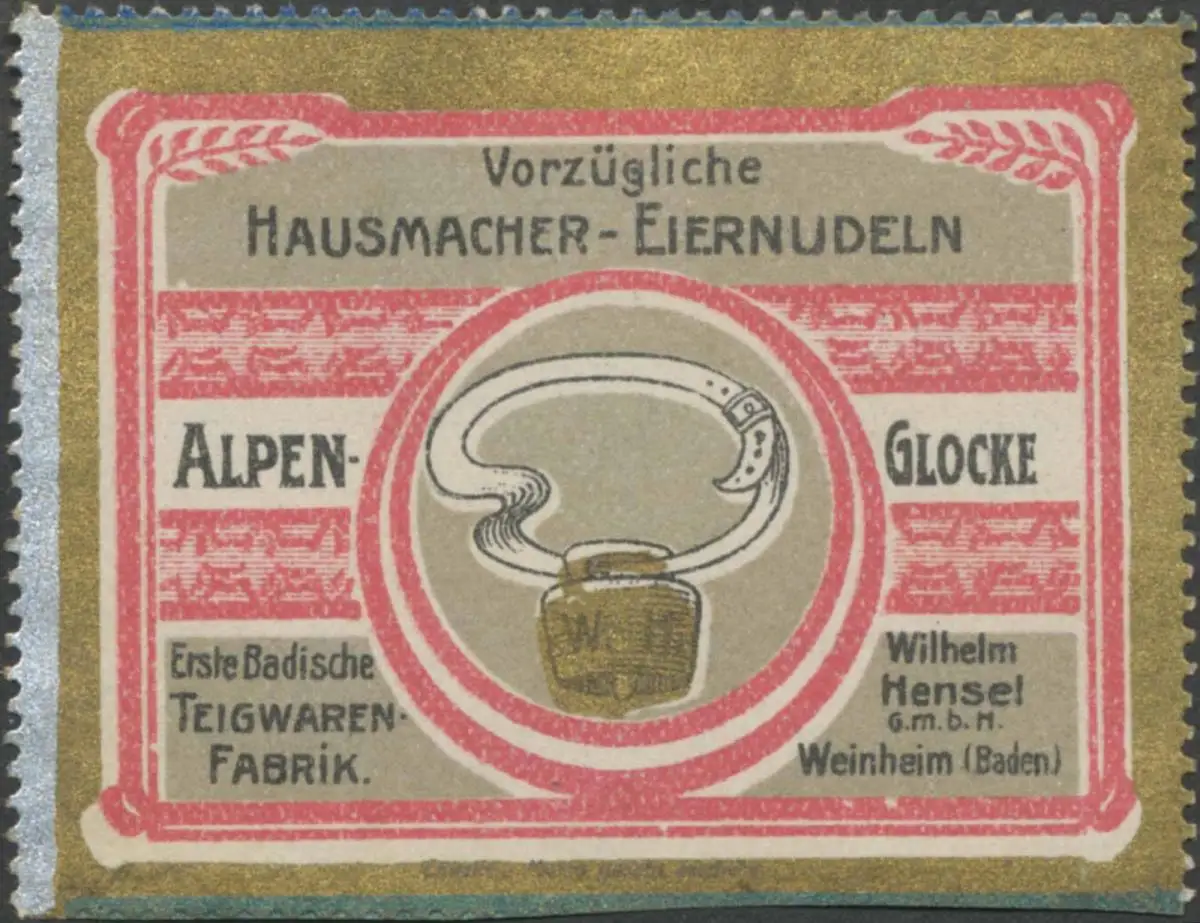 Vorzügliche
HAUSMACHER-EIERNUDELN
ALPEN-
GLOCKE
Erste Badische
TEIGWAREN-
FABRIK.
Wilhelm
Hensel
G.m.b.H.
Weinheim (Baden)